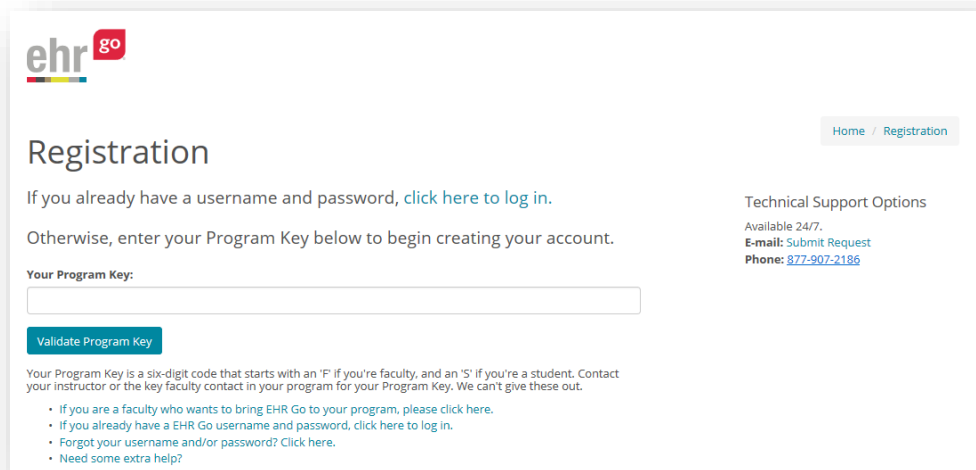 ehr go
Home / Registration
Registration
If you already have a username and password, click here to log in.
Otherwise, enter your Program Key below to begin creating your account.
Your Program Key:
Validate Program Key
Your Program Key is a six-digit code that starts with an 'F' if you're faculty, and an 'S' if you're a student. Contact
your instructor or the key faculty contact in your program for your Program Key. We can't give these out.
• If you are a faculty who wants to bring EHR Go to your program, please click here.
• If you already have a EHR Go username and password, click here to log in.
• Forgot your username and/or password? Click here.
• Need some extra help?
Technical Support Options
Available 24/7.
E-mail: Submit Request
Phone: 877-907-2186